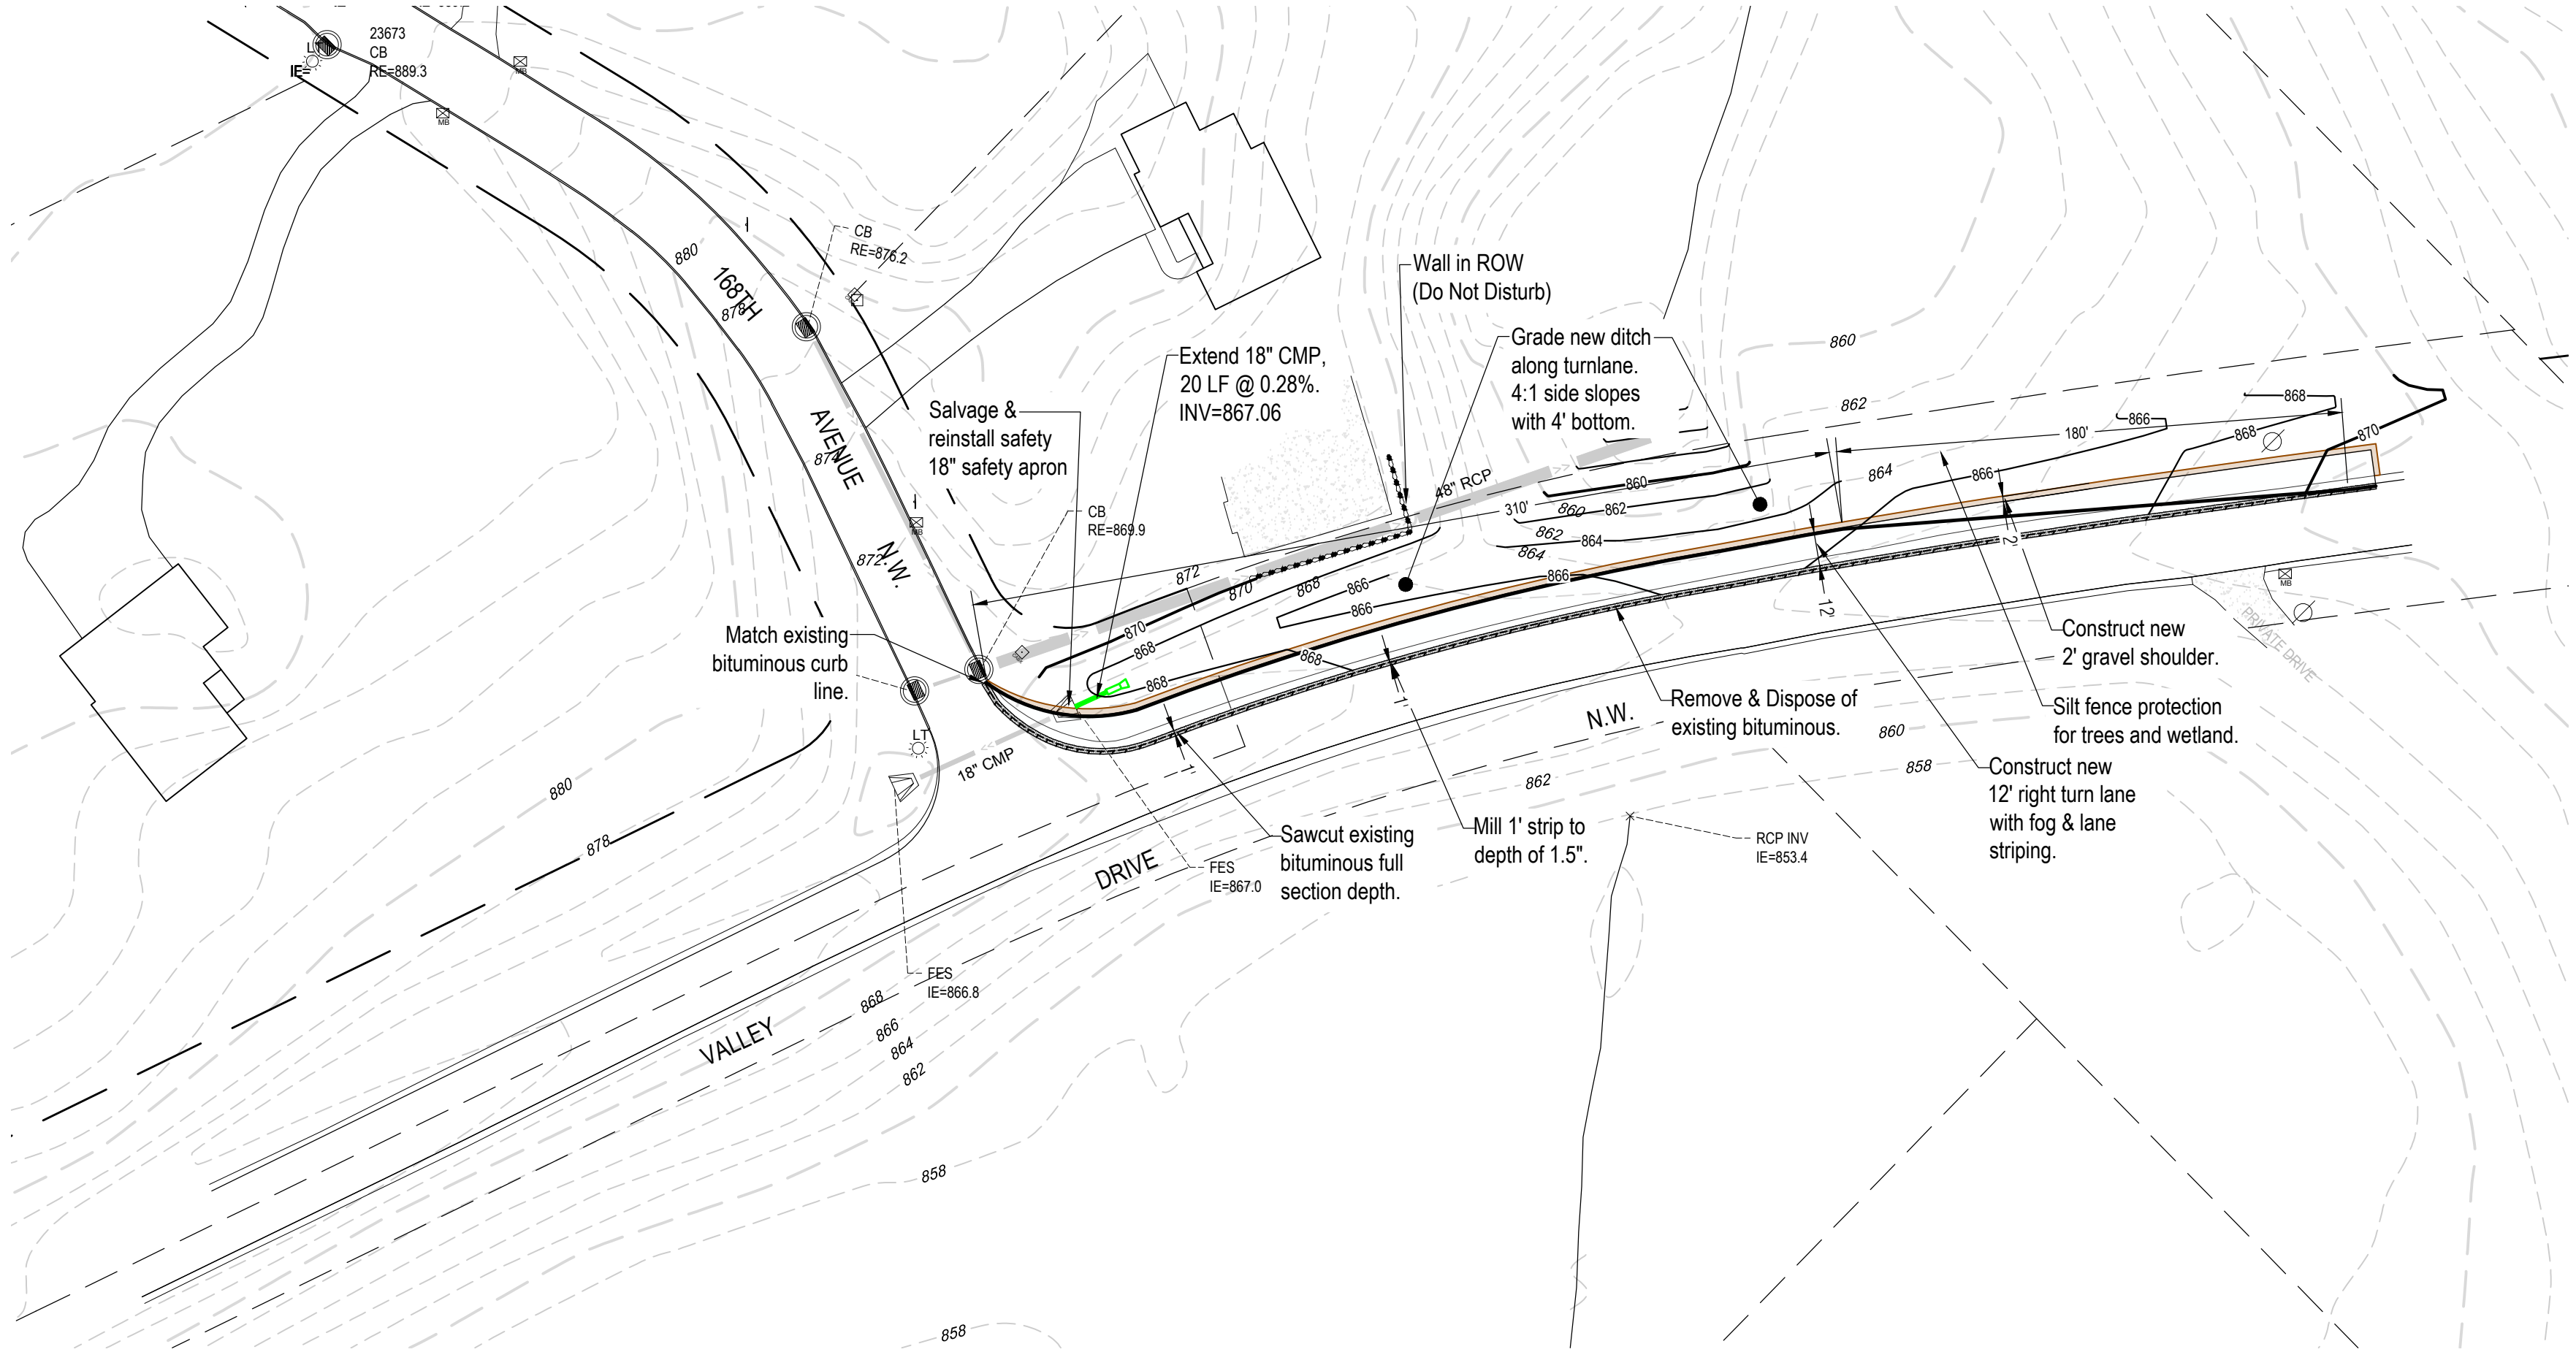 23673
CB
RE=889.3
LT
IE=
MB
MB
CB
RE=876.2
880
168TH
878
AVENUE
874
N.W.
872
MB
Wall in ROW
(Do Not Disturb)
Grade new ditch
along turnlane.
4:1 side slopes
with 4' bottom.
Extend 18" CMP,
20 LF @ 0.28%.
INV=867.06
Salvage &
reinstall safety
18" safety apron
CB
RE=869.9
48" RCP
310'
180'
860
862
864
860
862
864
860
862
864
866
866
868
868
870
866
866
866
866
868
868
868
868
870
870
872
12'
2'
1'
1'
Match existing
bituminous curb
line.
LT
18" CMP
Construct new
2' gravel shoulder.
Silt fence protection
for trees and wetland.
Construct new
12' right turn lane
with fog & lane
striping.
Remove & Dispose of
existing bituminous.
MB
PRIVATE DRIVE
N.W.
860
858
862
Mill 1' strip to
depth of 1.5".
Sawcut existing
bituminous full
section depth.
RCP INV
IE=853.4
FES
IE=867.0
DRIVE
880
878
FES
IE=866.8
VALLEY
868
866
864
862
858
858